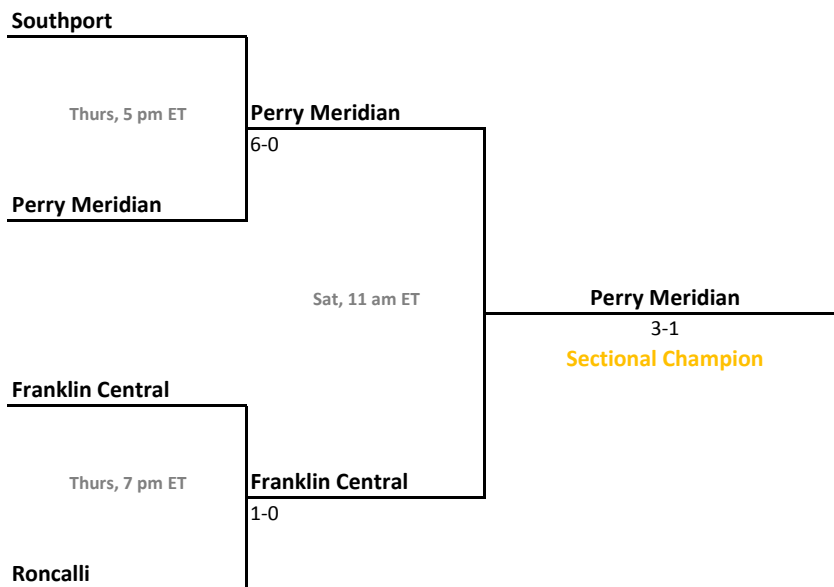 Southport
Thurs, 5 pm ET
Perry Meridian
6-0
Perry Meridian
Sat, 11 am ET
Perry Meridian
3-1
Sectional Champion
Franklin Central
Thurs, 7 pm ET
Franklin Central
1-0
Roncalli